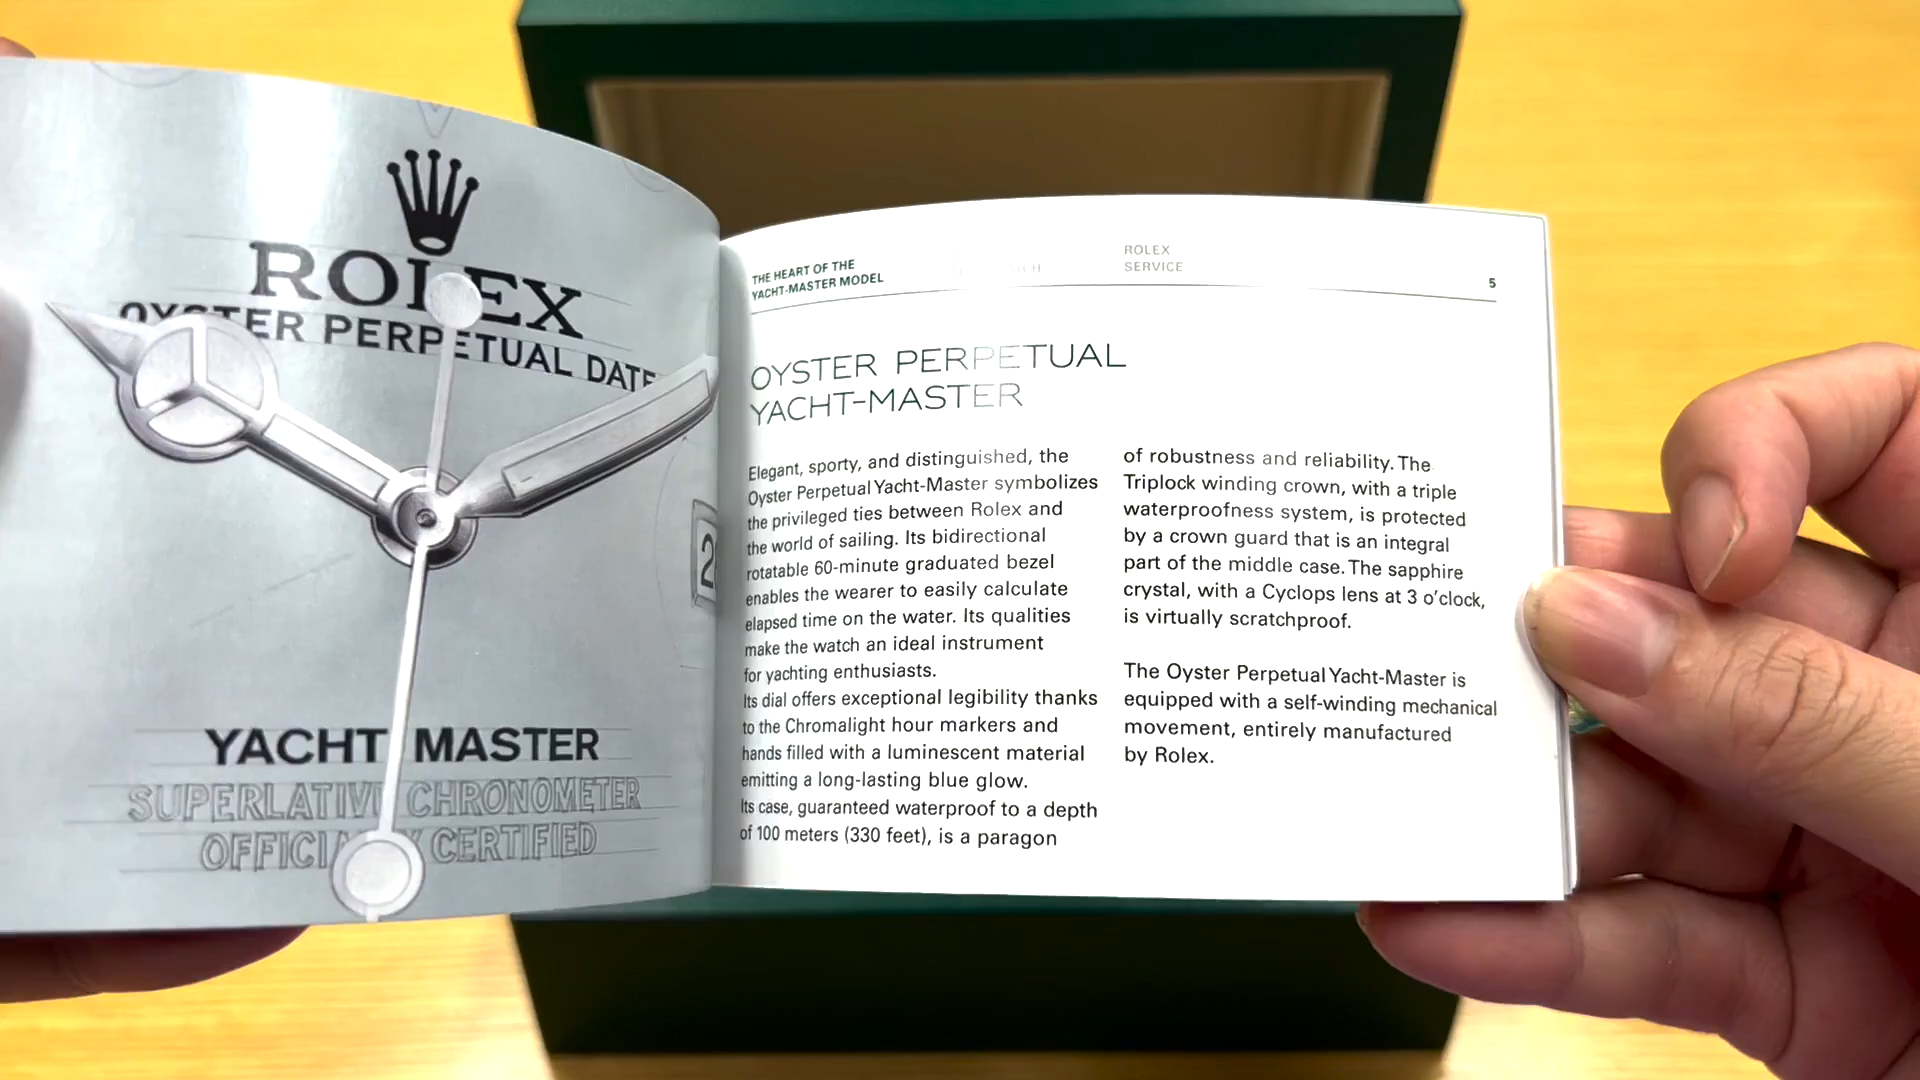 ROLEX
OYSTER PERPETUAL DATE
2
YACHT MASTER
SUPERLATIVE CHRONOMETER
OFFICIALLY CERTIFIED
THE HEART OF THE
YACHT-MASTER MODEL
ROLEX
SERVICE
5
OYSTER PERPETUAL
YACHT-MASTER
Elegant, sporty, and distinguished, the
Oyster Perpetual Yacht-Master symbolizes
the privileged ties between Rolex and
the world of sailing. Its bidirectional
rotatable 60-minute graduated bezel
enables the wearer to easily calculate
elapsed time on the water. Its qualities
make the watch an ideal instrument
for yachting enthusiasts.
Its dial offers exceptional legibility thanks
to the Chromalight hour markers and
hands filled with a luminescent material
emitting a long-lasting blue glow.
Its case, guaranteed waterproof to a depth
of 100 meters (330 feet), is a paragon
of robustness and reliability. The
Triplock winding crown, with a triple
waterproofness system, is protected
by a crown guard that is an integral
part of the middle case. The sapphire
crystal, with a Cyclops lens at 3 o'clock,
is virtually scratchproof.
The Oyster Perpetual Yacht-Master is
equipped with a self-winding mechanical
movement, entirely manufactured
by Rolex.